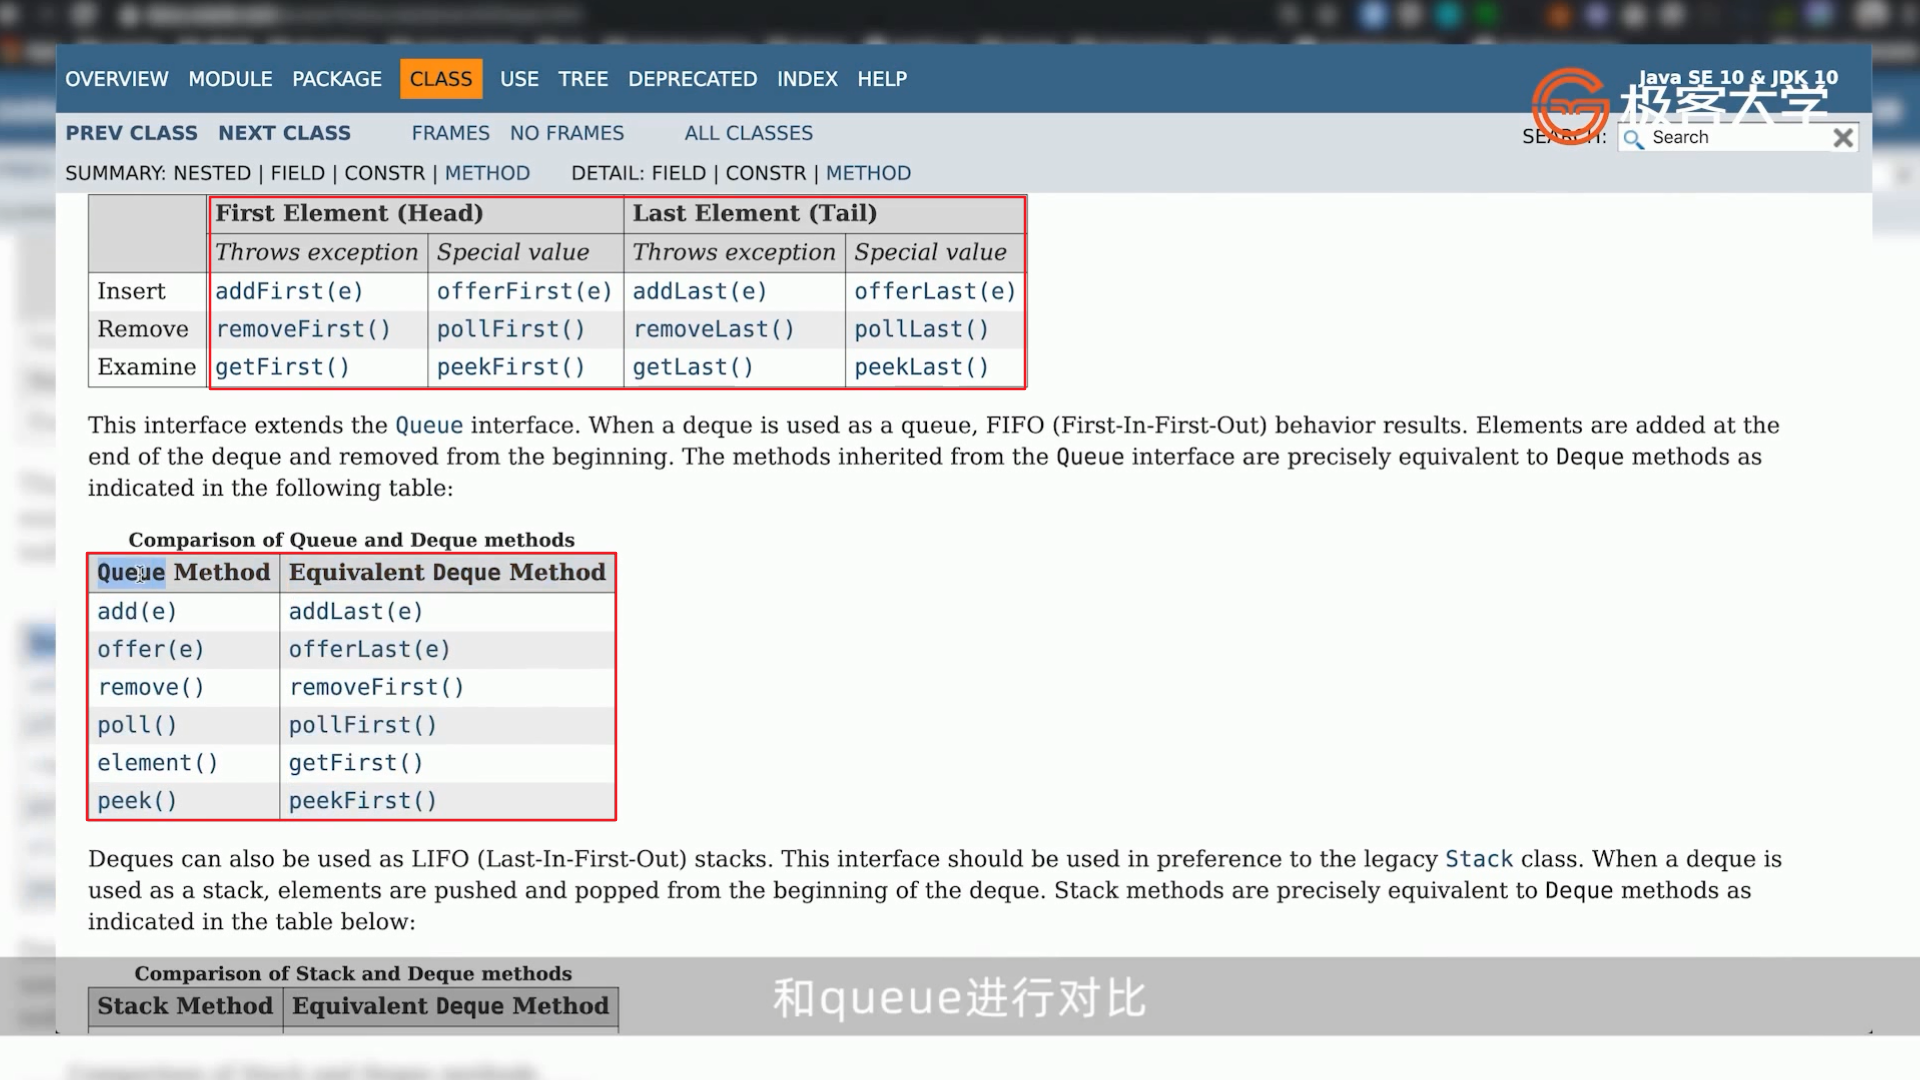 OVERVIEW MODULE PACKAGE CLASS USE TREE DEPRECATED INDEX HELP
Java SE 10 & JDK 10
极客大学
PREV CLASS NEXT CLASS FRAMES NO FRAMES ALL CLASSES
SEARCH: Search
SUMMARY: NESTED | FIELD | CONSTR | METHOD DETAIL: FIELD | CONSTR | METHOD
First Element (Head) Last Element (Tail)
Throws exception Special value Throws exception Special value
Insert addFirst(e) offerFirst(e) addLast(e) offerLast(e)
Remove removeFirst() pollFirst() removeLast() pollLast()
Examine getFirst() peekFirst() getLast() peekLast()
This interface extends the Queue interface. When a deque is used as a queue, FIFO (First-In-First-Out) behavior results. Elements are added at the
end of the deque and removed from the beginning. The methods inherited from the Queue interface are precisely equivalent to Deque methods as
indicated in the following table:
Comparison of Queue and Deque methods
Queue Method Equivalent Deque Method
add(e) addLast(e)
offer(e) offerLast(e)
remove() removeFirst()
poll() pollFirst()
element() getFirst()
peek() peekFirst()
Deques can also be used as LIFO (Last-In-First-Out) stacks. This interface should be used in preference to the legacy Stack class. When a deque is
used as a stack, elements are pushed and popped from the beginning of the deque. Stack methods are precisely equivalent to Deque methods as
indicated in the table below:
Comparison of Stack and Deque methods
Stack Method Equivalent Deque Method
和queue进行对比